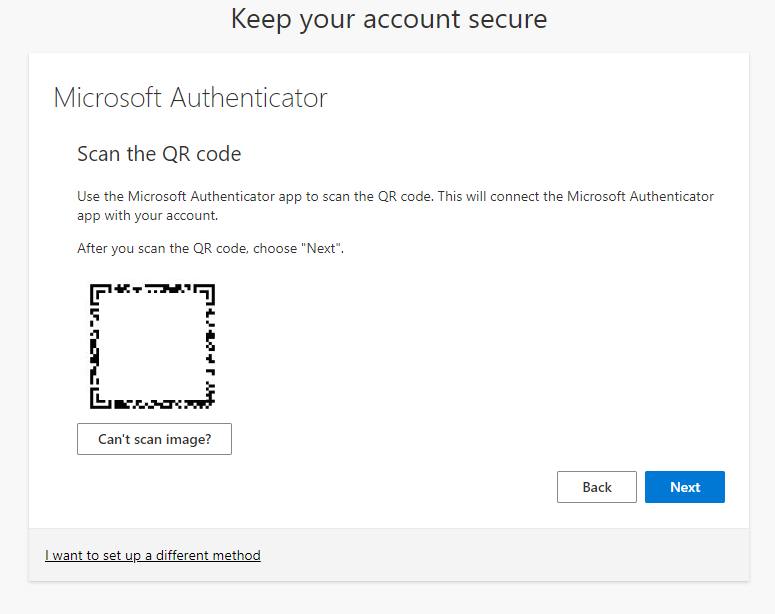 Keep your account secure
Microsoft Authenticator
Scan the QR code
Use the Microsoft Authenticator app to scan the QR code. This will connect the Microsoft Authenticator
app with your account.
After you scan the QR code, choose "Next".
Can't scan image?
Back
Next
I want to set up a different method